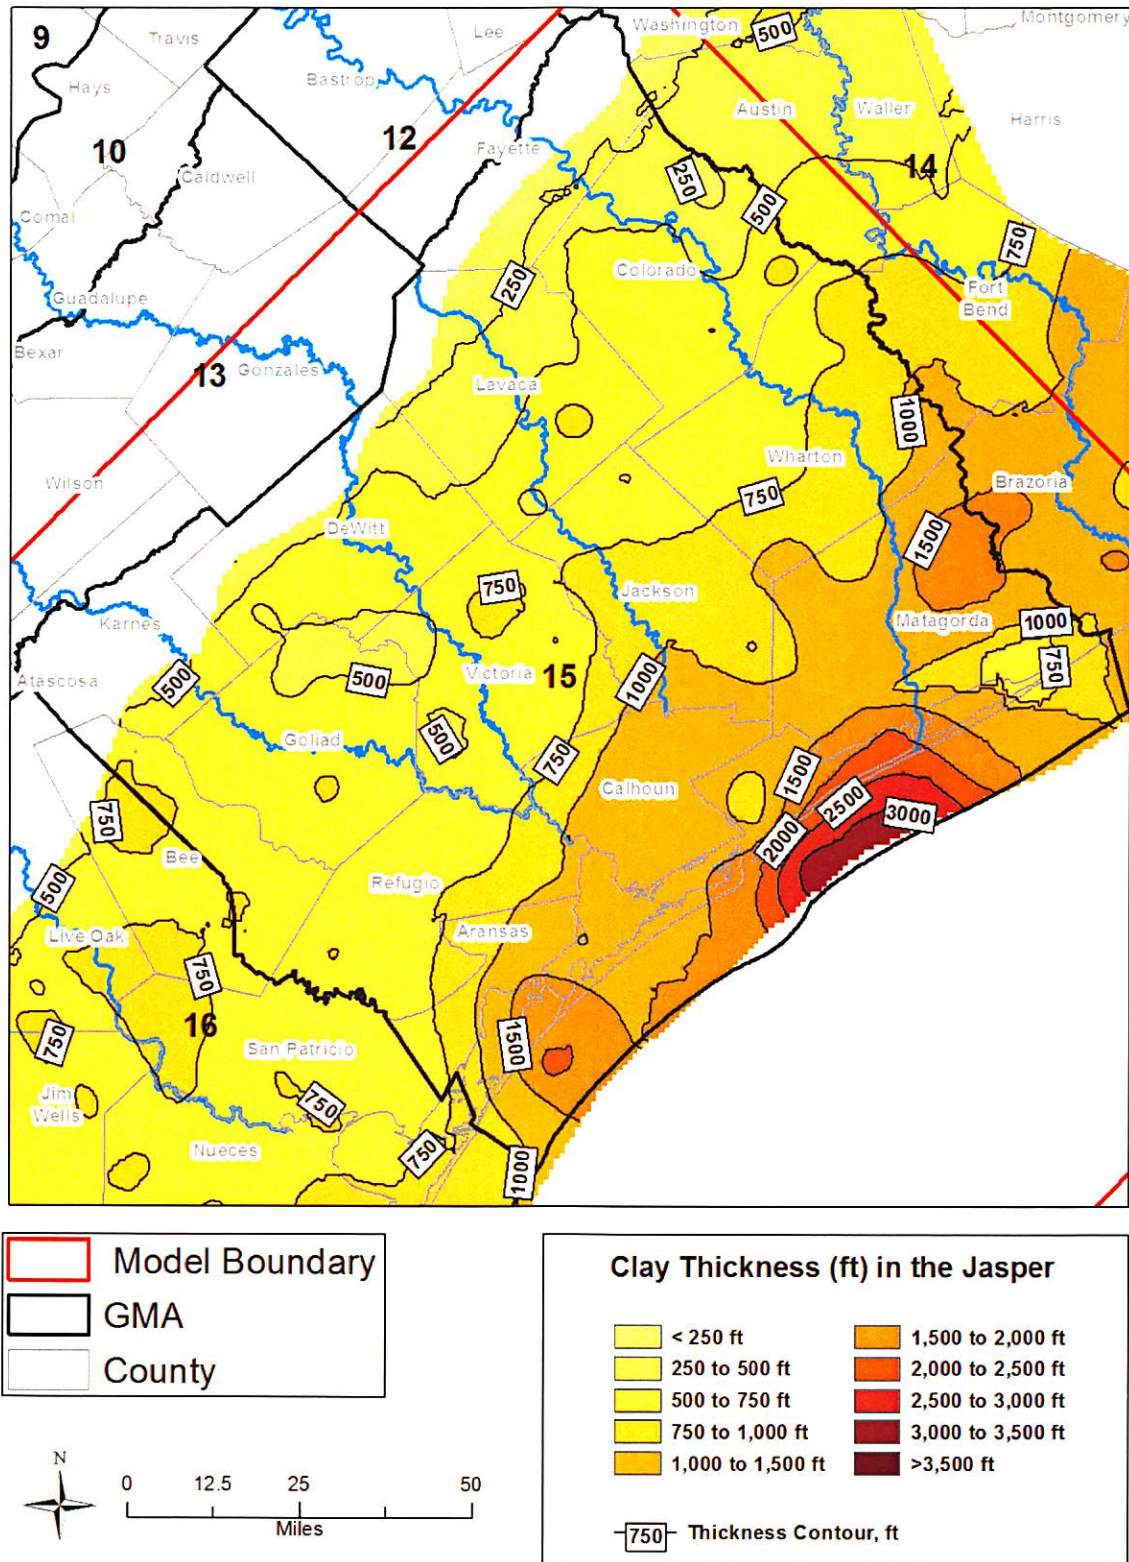 9
Travis
Lee
Washington
500
Montgomery
Hays
Bastrop
Austin
Waller
Harris
10
12
Fayette
14
Caldwell
250
500
Comal
750
250
Colorado
Guadalupe
Fort
Bend
Bexar
13
Gonzales
Lavaca
1000
Wharton
Wilson
750
Brazoria
DeWitt
1500
750
Jackson
Karnes
Matagorda
1000
750
Atascosa
500
500
Victoria
15
1000
500
Goliad
750
1500
Calhoun
2500
750
3000
2000
Bee
500
Refugio
Live Oak
Aransas
750
16
1500
750
San Patricio
Jim
Wells
750
Nueces
750
1000
Model Boundary
GMA
County
N
0 12.5 25 50
Miles
Clay Thickness (ft) in the Jasper
< 250 ft
250 to 500 ft
500 to 750 ft
750 to 1,000 ft
1,000 to 1,500 ft
1,500 to 2,000 ft
2,000 to 2,500 ft
2,500 to 3,000 ft
3,000 to 3,500 ft
>3,500 ft
750 Thickness Contour, ft